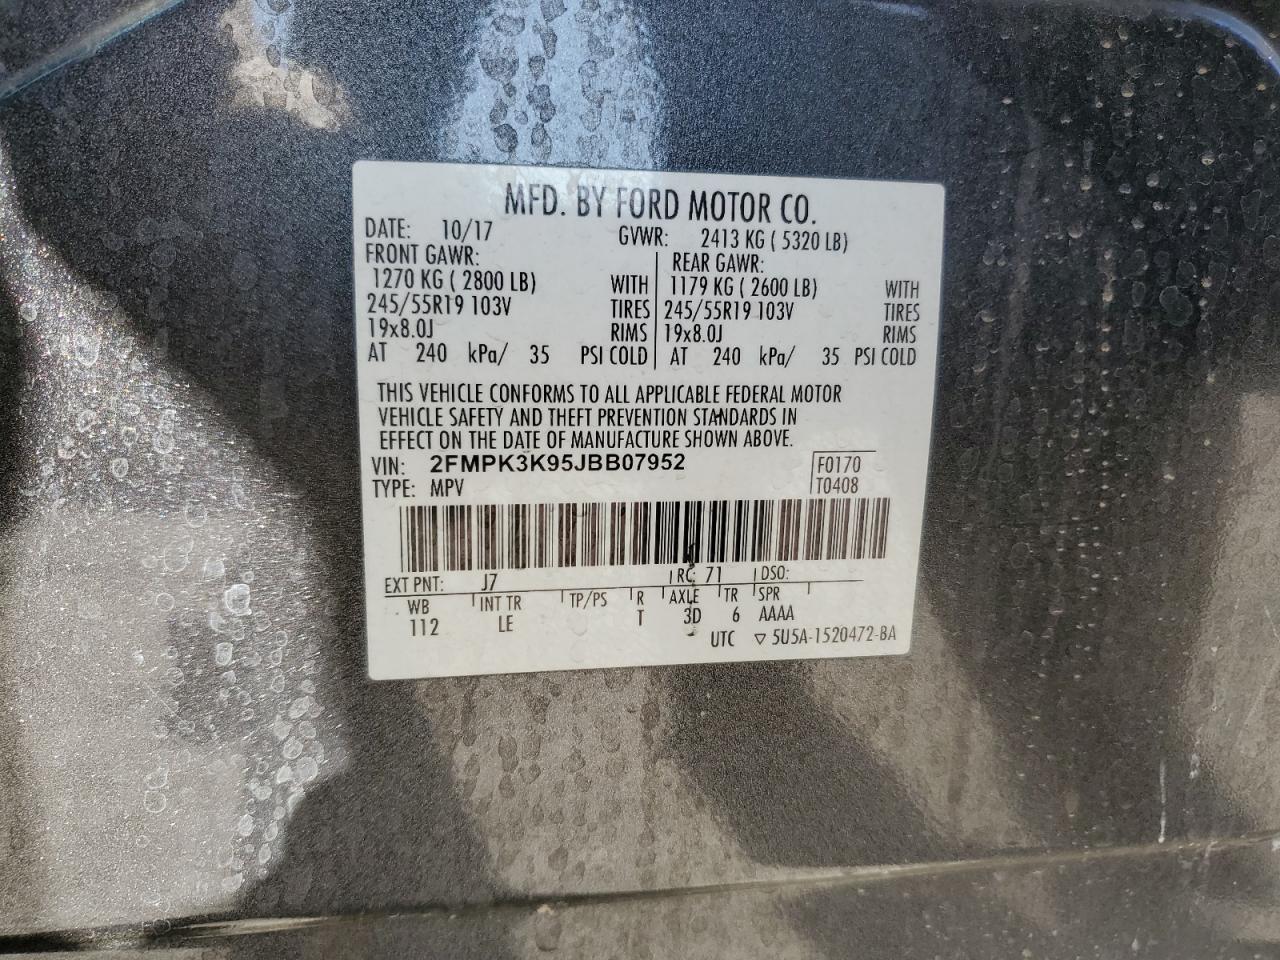 MFD. BY FORD MOTOR CO.
DATE: 10/17 GVWR: 2413 KG ( 5320 LB)
FRONT GAWR: REAR GAWR:
1270 KG ( 2800 LB) WITH 1179 KG ( 2600 LB) WITH
245/55R19 103V TIRES 245/55R19 103V TIRES
19x8.0J RIMS 19x8.0J RIMS
AT 240 kPa/ 35 PSI COLD AT 240 kPa/ 35 PSI COLD
THIS VEHICLE CONFORMS TO ALL APPLICABLE FEDERAL MOTOR
VEHICLE SAFETY AND THEFT PREVENTION STANDARDS IN
EFFECT ON THE DATE OF MANUFACTURE SHOWN ABOVE.
VIN: 2FMPK3K95JBB07952 F0170
TYPE: MPV T0408
EXT PNT: J7 RC: 71 DSO:
WB INT TR TP/PS R AXLE TR SPR
112 LE T 3D 6 AAAA
UTC ▽ 5U5A-1520472-BA